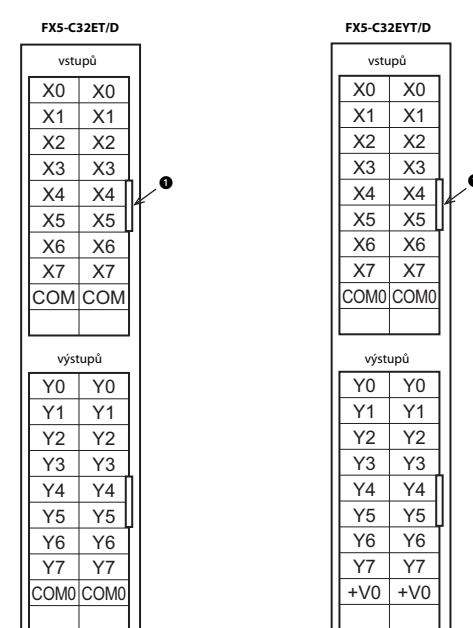 FX5-C32ET/D
vstupů
X0 X0
X1 X1
X2 X2
X3 X3
X4 X4
X5 X5
X6 X6
X7 X7
COM COM
❶
výstupů
Y0 Y0
Y1 Y1
Y2 Y2
Y3 Y3
Y4 Y4
Y5 Y5
Y6 Y6
Y7 Y7
COM0 COM0
FX5-C32EYT/D
vstupů
X0 X0
X1 X1
X2 X2
X3 X3
X4 X4
X5 X5
X6 X6
X7 X7
COM0 COM0
výstupů
Y0 Y0
Y1 Y1
Y2 Y2
Y3 Y3
Y4 Y4
Y5 Y5
Y6 Y6
Y7 Y7
+V0 +V0